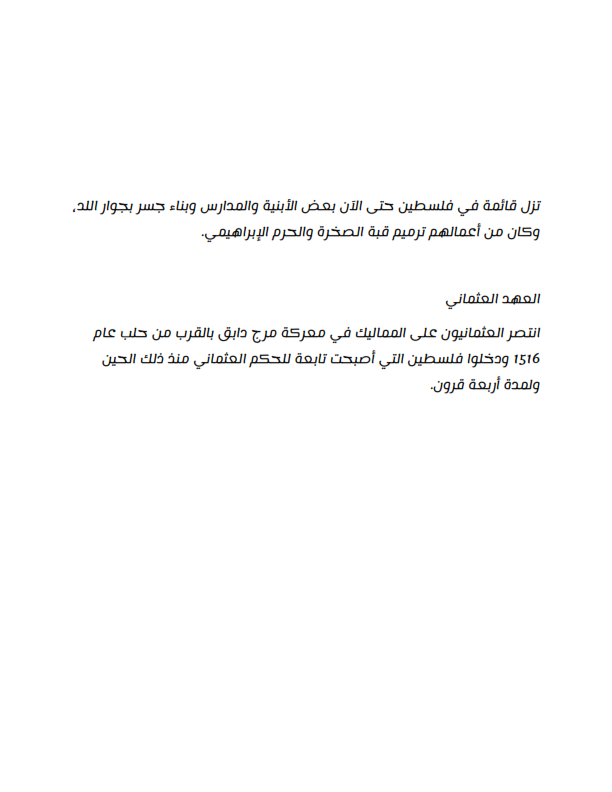 تزل قائمة في فلسطين حتى الآن بعض الأبنية والمدارس وبناء جسر بجوار اللد،
وكان من أعمالهم ترميم قبة الصخرة والحرم الإبراهيمي.
العهد العثماني
انتصر العثمانيون على المماليك في معركة مرج دابق بالقرب من حلب عام
1516 ودخلوا فلسطين التي أصبحت تابعة للحكم العثماني منذ ذلك الحين
ولمدة أربعة قرون.